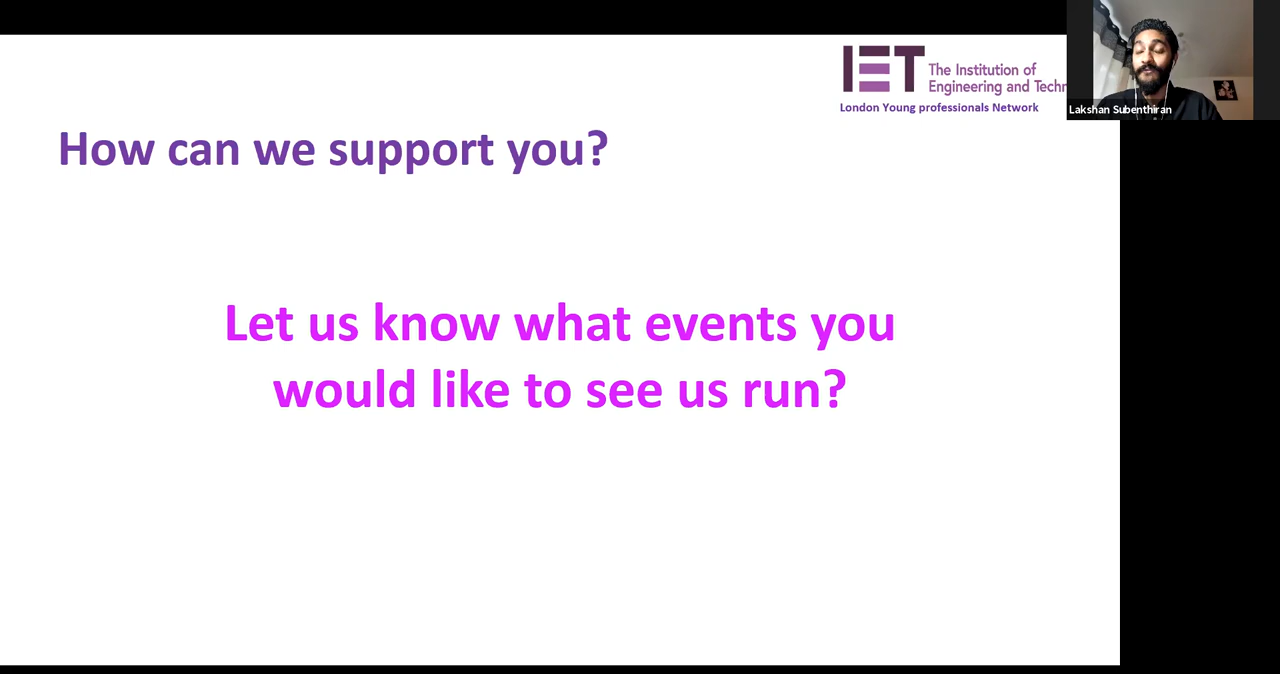 IET The Institution of
Engineering and Techn
London Young professionals Network
Lakshan Subenthiran
How can we support you?
Let us know what events you
would like to see us run?